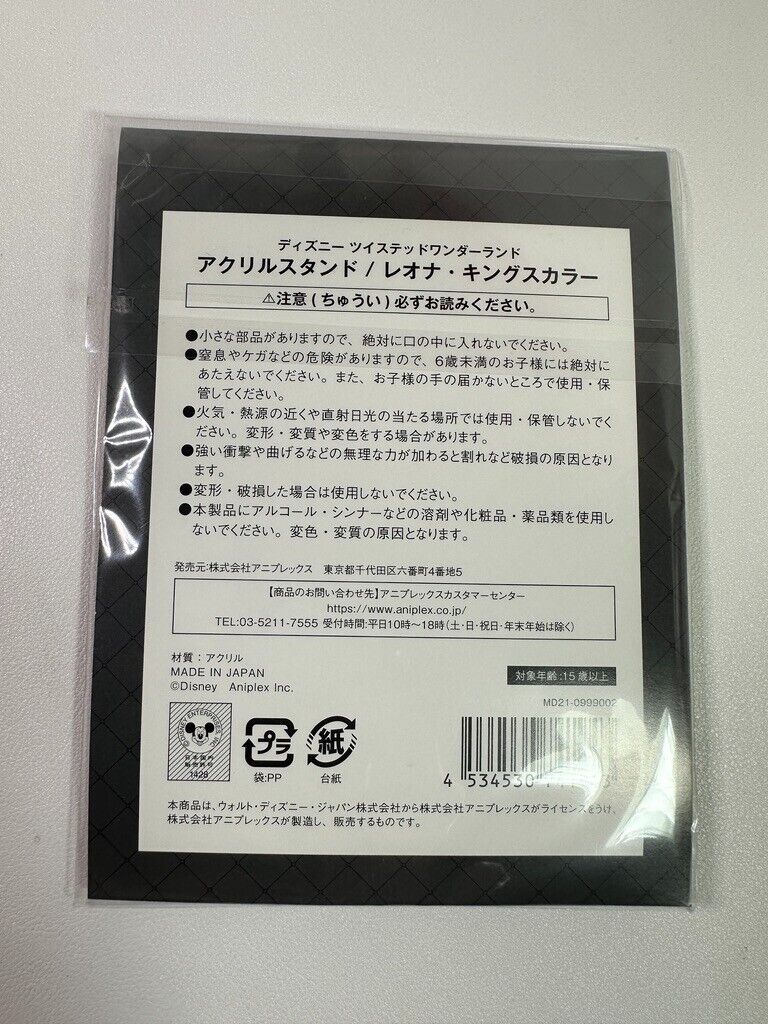 ディズニー ツイステッドワンダーランド
アクリルスタンド / レオナ・キングスカラー
⚠注意 (ちゅうい) 必ずお読みください。
●小さな部品がありますので、絶対に口の中に入れないでください。
●窒息やケガなどの危険がありますので、6歳未満のお子様には絶対に
あたえないでください。また、お子様の手の届かないところで使用・保
管してください。
●火気・熱源の近くや直射日光の当たる場所では使用・保管しないでく
ださい。変形・変質や変色をする場合があります。
●強い衝撃や曲げるなどの無理な力が加わると割れなど破損の原因となり
ます。
●変形・破損した場合は使用しないでください。
●本製品にアルコール・シンナーなどの溶剤や化粧品・薬品類を使用し
ないでください。変色・変質の原因となります。
発売元:株式会社アニプレックス 東京都千代田区六番町4番地5
【商品のお問い合わせ先】アニプレックスカスタマーセンター
https://www.aniplex.co.jp/
TEL:03-5211-7555 受付時間:平日10時～18時(土・日・祝日・年末年始は除く)
材質:アクリル
MADE IN JAPAN
©Disney Aniplex Inc.
対象年齢:15歳以上
MD21-0999002
©DISNEY ENTERPRISES, INC.
日本国内
販売許可
1428
プラ
袋:PP
紙
台紙
4 534530
本商品は、ウォルト・ディズニー・ジャパン株式会社から株式会社アニプレックスがライセンスをうけ、
株式会社アニプレックスが製造し、販売するものです。